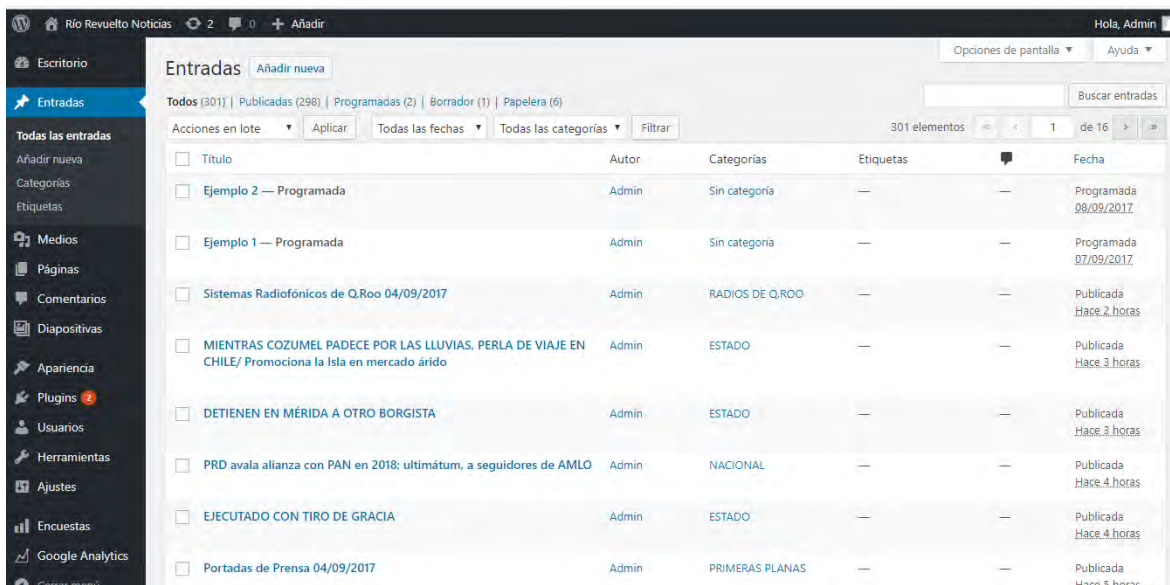 Río Revuelto Noticias 2 0 + Añadir Hola, Admin
Opciones de pantalla ▼ Ayuda ▼
Escritorio
Entradas
Todas las entradas
Añadir nueva
Categorías
Etiquetas
Medios
Páginas
Comentarios
Diapositivas
Apariencia
Plugins 2
Usuarios
Herramientas
Ajustes
Encuestas
Google Analytics
Cerrar menú
Entradas Añadir nueva
Todos (301) | Publicadas (298) | Programadas (2) | Borrador (1) | Papelera (6)
Buscar entradas
Acciones en lote ▼ Aplicar Todas las fechas ▼ Todas las categorías ▼ Filtrar 301 elementos « ‹ 1 de 16 › »
Título Autor Categorías Etiquetas Fecha
Ejemplo 2 — Programada Admin Sin categoría — — Programada
08/09/2017
Ejemplo 1 — Programada Admin Sin categoría — — Programada
07/09/2017
Sistemas Radiofónicos de Q.Roo 04/09/2017 Admin RADIOS DE Q.ROO — — Publicada
Hace 2 horas
MIENTRAS COZUMEL PADECE POR LAS LLUVIAS, PERLA DE VIAJE EN Admin ESTADO — — Publicada
CHILE/ Promociona la Isla en mercado árido Hace 3 horas
DETIENEN EN MÉRIDA A OTRO BORGISTA Admin ESTADO — — Publicada
Hace 3 horas
PRD avala alianza con PAN en 2018; ultimátum, a seguidores de AMLO Admin NACIONAL — — Publicada
Hace 4 horas
EJECUTADO CON TIRO DE GRACIA Admin ESTADO — — Publicada
Hace 4 horas
Portadas de Prensa 04/09/2017 Admin PRIMERAS PLANAS — — Publicada
Hace 5 horas